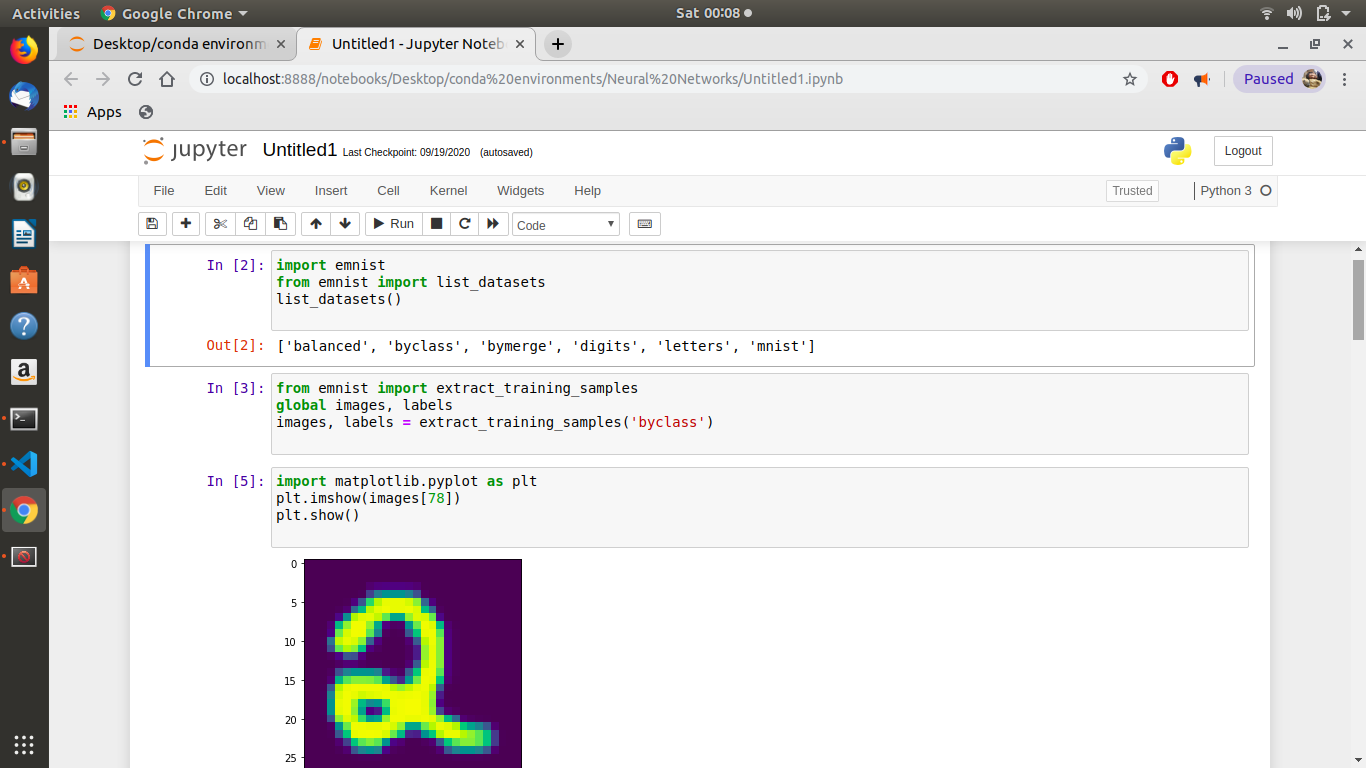 Activities Google Chrome Sat 00:08
Desktop/conda environm Untitled1 - Jupyter Noteb
localhost:8888/notebooks/Desktop/conda%20environments/Neural%20Networks/Untitled1.ipynb Paused
Apps
jupyter Untitled1 Last Checkpoint: 09/19/2020 (autosaved) Logout
File Edit View Insert Cell Kernel Widgets Help Trusted Python 3
Run Code
In [2]: import emnist
from emnist import list_datasets
list_datasets()
Out[2]: ['balanced', 'byclass', 'bymerge', 'digits', 'letters', 'mnist']
In [3]: from emnist import extract_training_samples
global images, labels
images, labels = extract_training_samples('byclass')
In [5]: import matplotlib.pyplot as plt
plt.imshow(images[78])
plt.show()
0
5
10
15
20
25
2